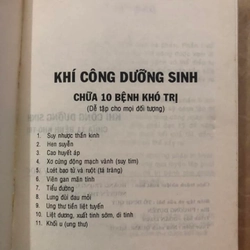 KHÍ CÔNG DƯỠNG SINH
CHỮA 10 BỆNH KHÓ TRỊ
(Dễ tập cho mọi đối tượng)
1. Suy nhược thần kinh
2. Hen suyễn
3. Cao huyết áp
4. Xơ cứng động mạch vành (suy tim)
5. Loét bao tử và ruột (tá tràng)
6. Viên gan mãn tính
7. Tiểu đường
8. Lưng đùi đau mỏi
9. Ung thư tiền liệt tuyến
10. Liệt dương, xuất tinh sớm, di tinh
11. Khối u (ung thư)